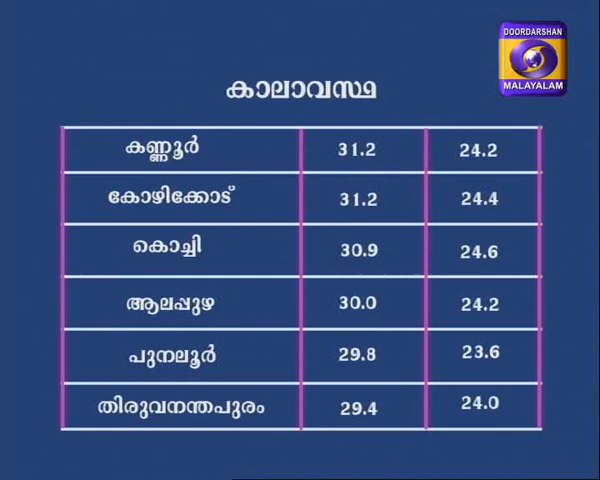 DOORDARSHAN
MALAYALAM
കാലാവസ്ഥ
കണ്ണൂർ 31.2 24.2
കോഴിക്കോട് 31.2 24.4
കൊച്ചി 30.9 24.6
ആലപ്പുഴ 30.0 24.2
പുനലൂർ 29.8 23.6
തിരുവനന്തപുരം 29.4 24.0